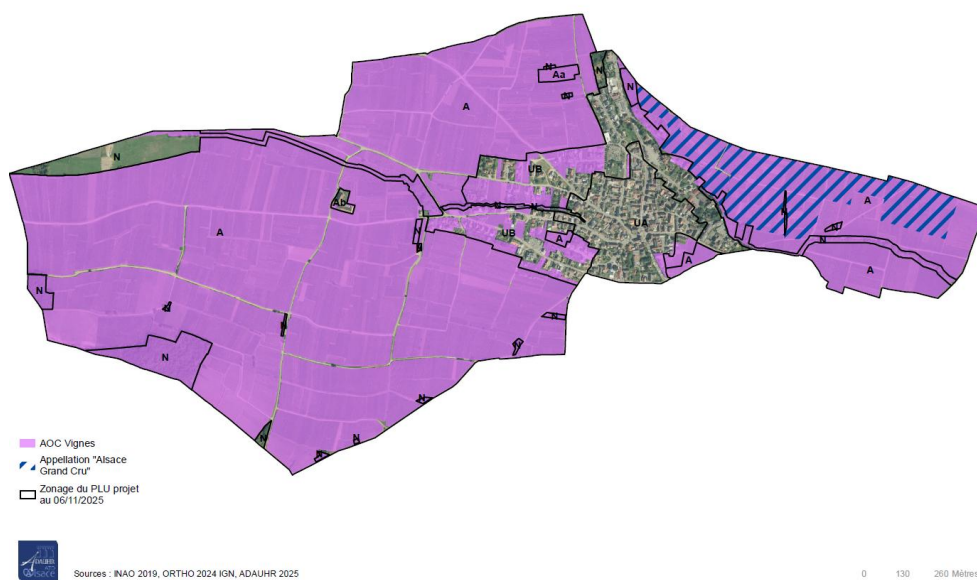 N
Aa
N
N
N
A
N
UB
Ab
N
N
A
N
A
UA
UB
A
N
N
N
A
N
N
A
N
N
N
N
N
N
N
N
N
AOC Vignes
Appellation "Alsace
Grand Cru"
Zonage du PLU projet
au 06/11/2025
ADAUHR
Sources : INAO 2019, ORTHO 2024 IGN, ADAUHR 2025
0 130 260 Mètres